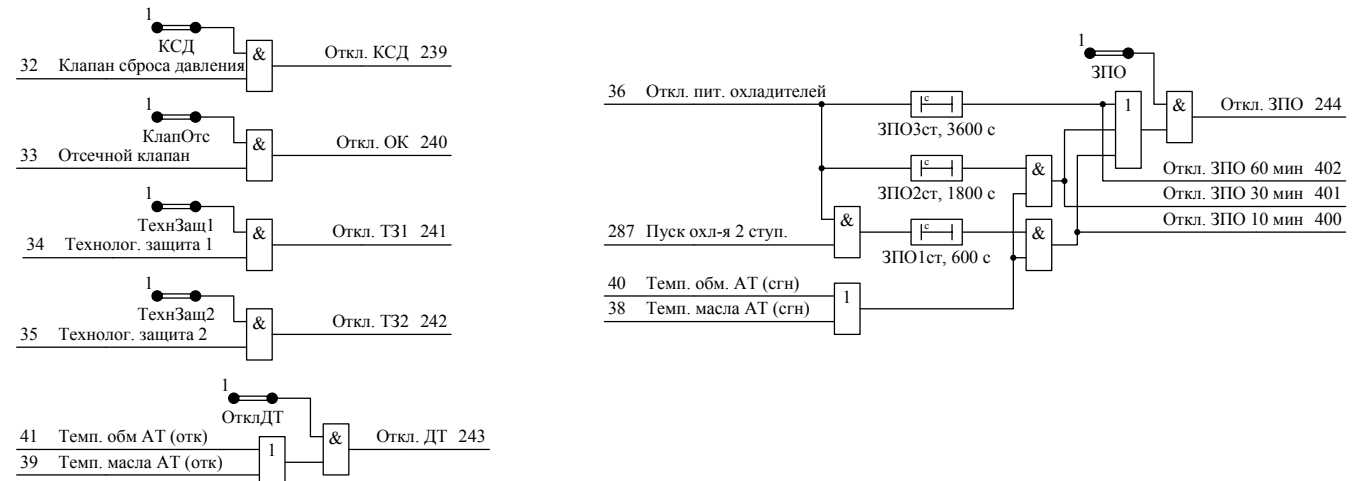 1
КСД
&
Откл. КСД 239
32 Клапан сброса давления
1
КлапОтс
&
Откл. ОК 240
33 Отсечной клапан
1
ТехнЗащ1
&
Откл. ТЗ1 241
34 Технолог. защита 1
1
ТехнЗащ2
&
Откл. ТЗ2 242
35 Технолог. защита 2
1
ОтклДТ
41 Темп. обм АТ (отк)
1
&
Откл. ДТ 243
39 Темп. масла АТ (отк)
1
ЗПО
36 Откл. пит. охладителей
с
ЗПО3ст, 3600 с
1
&
Откл. ЗПО 244
с
ЗПО2ст, 1800 с
&
Откл. ЗПО 60 мин 402
Откл. ЗПО 30 мин 401
Откл. ЗПО 10 мин 400
287 Пуск охл-я 2 ступ.
&
с
ЗПО1ст, 600 с
&
40 Темп. обм. АТ (сгн)
1
38 Темп. масла АТ (сгн)